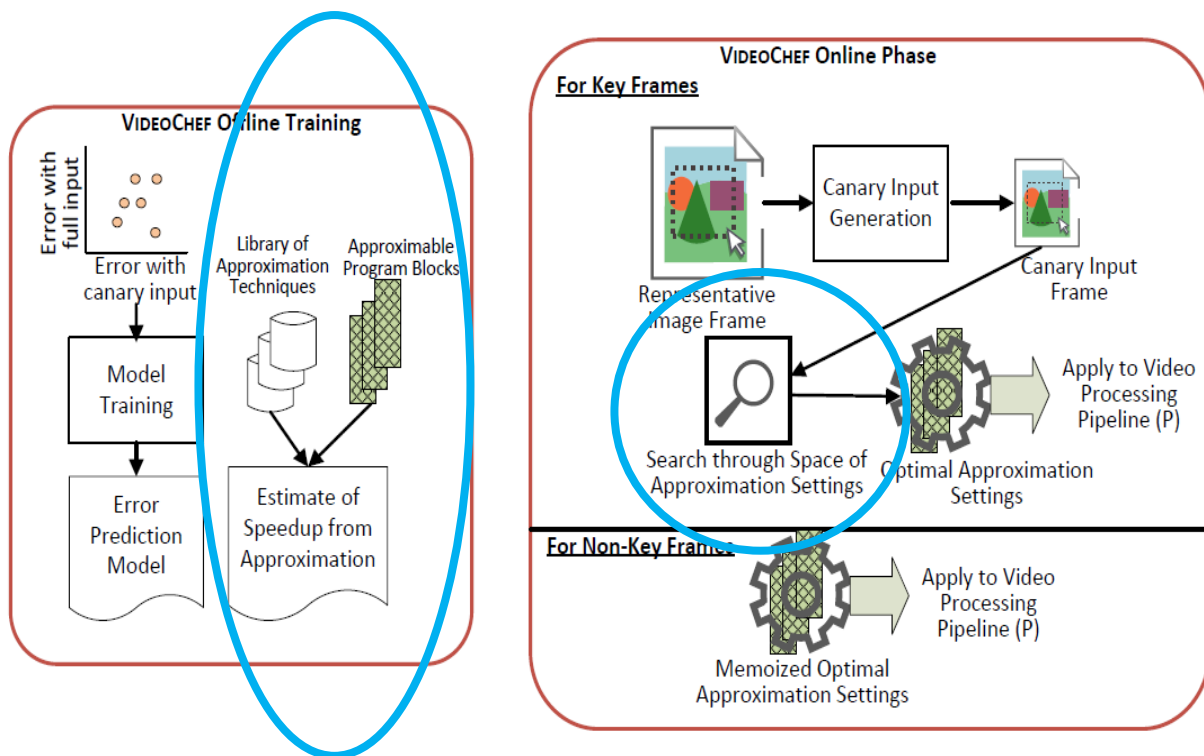 VIDEOCHEF Offline Training
Error with
full input
Error with
canary input
Model
Training
Error
Prediction
Model
Library of
Approximation
Techniques
Approximable
Program Blocks
Estimate of
Speedup from
Approximation
VIDEOCHEF Online Phase
For Key Frames
Representative
Image Frame
Canary Input
Generation
Canary Input
Frame
Search through Space of
Approximation Settings
Optimal Approximation
Settings
Apply to Video
Processing
Pipeline (P)
For Non-Key Frames
Memoized Optimal
Approximation Settings
Apply to Video
Processing
Pipeline (P)